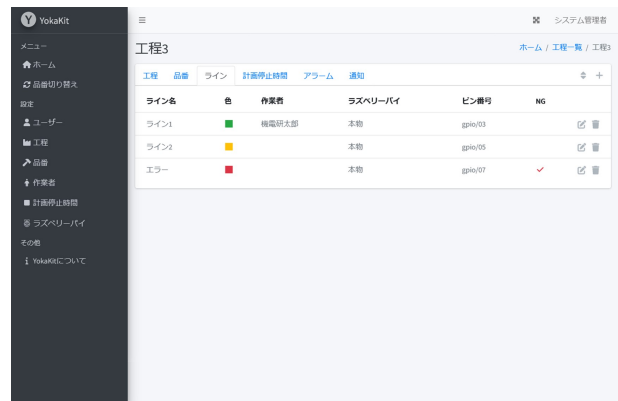 YokaKit
システム管理者
メニュー
ホーム
品番切り替え
設定
ユーザー
工程
品番
作業者
計画停止時間
ラズベリーパイ
その他
YokaKitについて
工程3
ホーム / 工程一覧 / 工程3
工程 品番 ライン 計画停止時間 アラーム 通知
ライン名 色 作業者 ラズベリーパイ ピン番号 NG
ライン1 機電研太郎 本物 gpio/03
ライン2 本物 gpio/05
エラー 本物 gpio/07